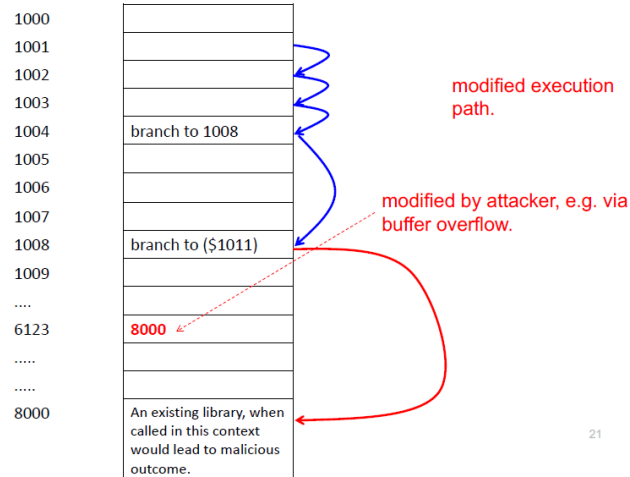 1000
1001
1002
1003
1004 branch to 1008
1005
1006
1007
1008 branch to ($1011)
1009
....
6123 8000
.....
.....
8000 An existing library, when
called in this context
would lead to malicious
outcome.
modified execution
path.
modified by attacker, e.g. via
buffer overflow.
21